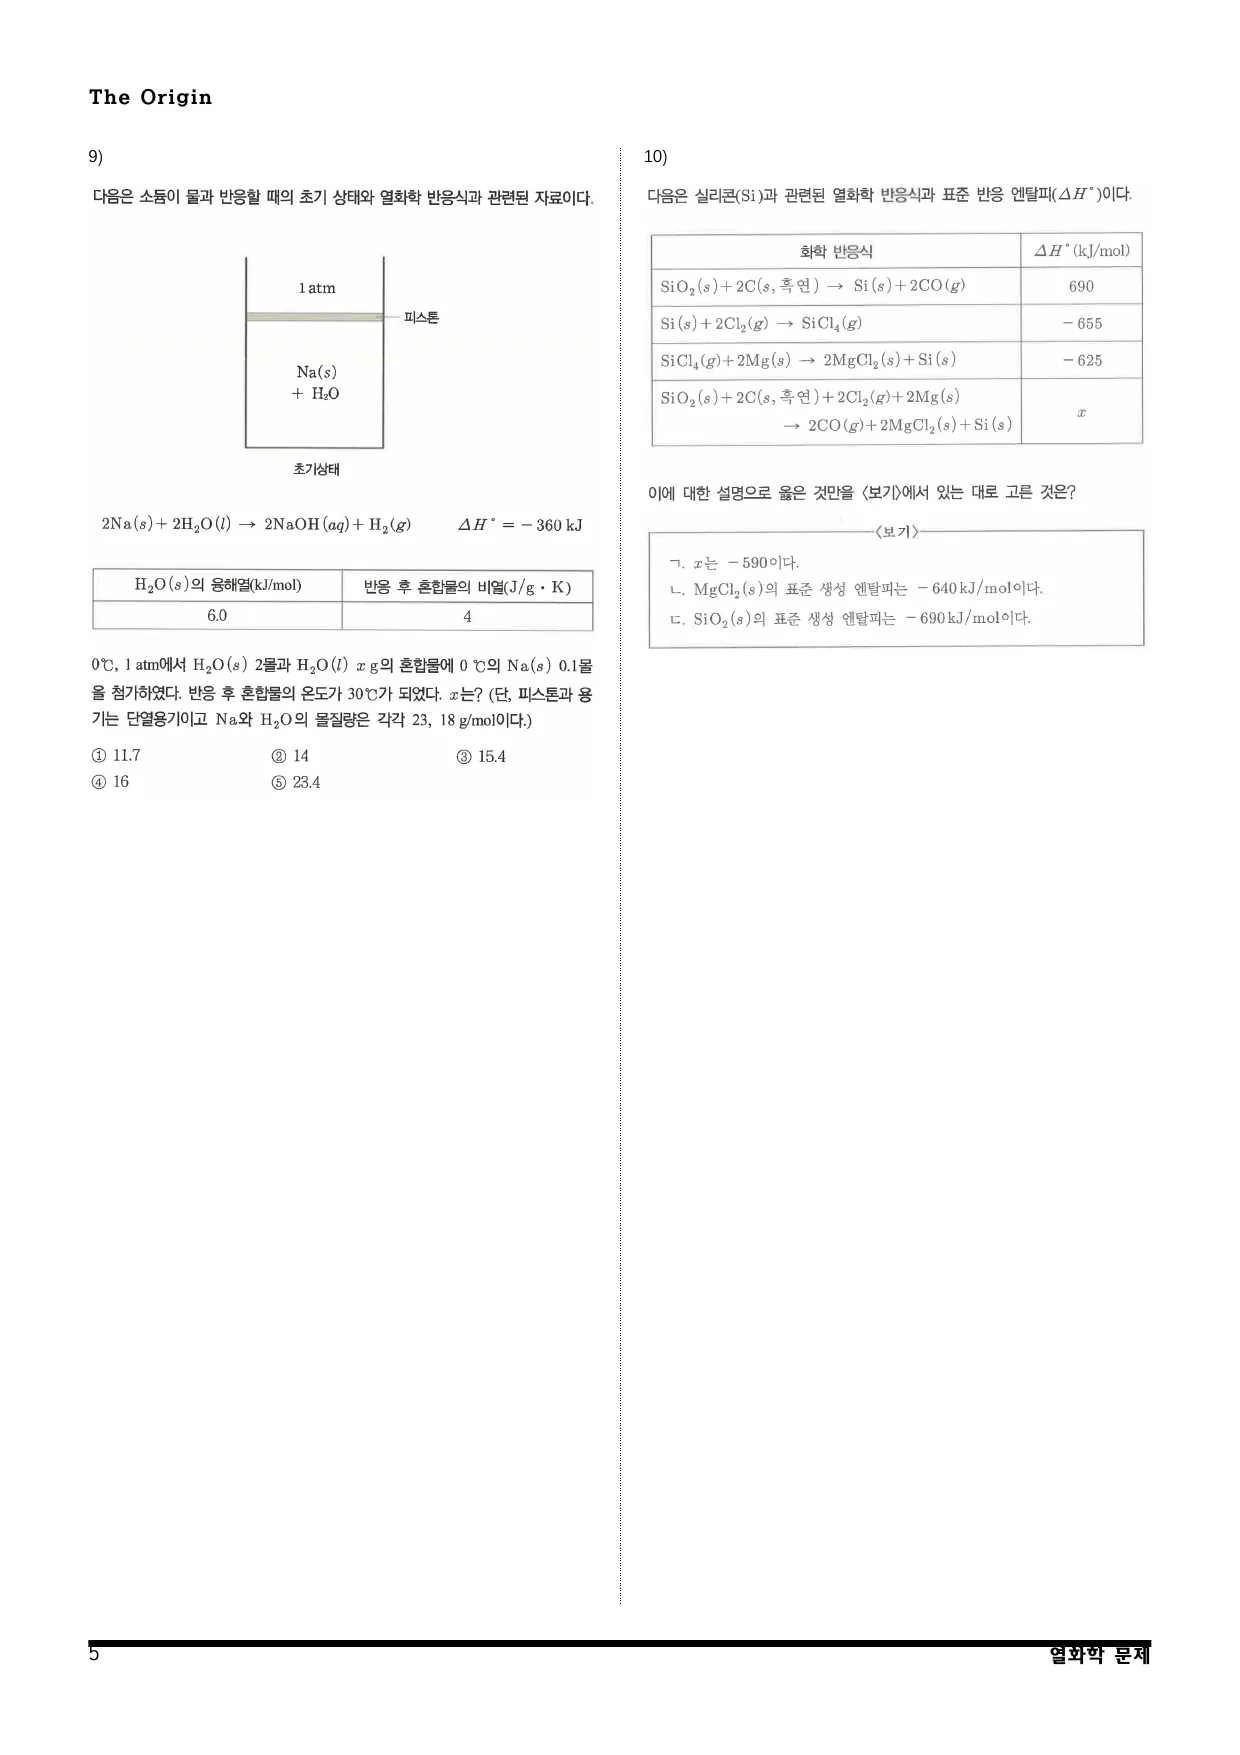 The Origin
9)
다음은 소듐이 물과 반응할 때의 초기 상태와 열화학 반응식과 관련된 자료이다.
1 atm
피스톤
Na(s)
+ H₂O
초기상태
2Na(s)+ 2H₂O(l) → 2NaOH(aq)+ H₂(g) ΔH° = −360 kJ
H₂O(s)의 융해열(kJ/mol) 반응 후 혼합물의 비열(J/g・K)
6.0 4
0℃, 1 atm에서 H₂O(s) 2몰과 H₂O(l) x g의 혼합물에 0 ℃의 Na(s) 0.1몰
을 첨가하였다. 반응 후 혼합물의 온도가 30℃가 되었다. x는? (단, 피스톤과 용
기는 단열용기이고 Na와 H₂O의 몰질량은 각각 23, 18 g/mol이다.)
① 11.7 ② 14 ③ 15.4
④ 16 ⑤ 23.4
10)
다음은 실리콘(Si)과 관련된 열화학 반응식과 표준 반응 엔탈피(ΔH°)이다.
화학 반응식 ΔH°(kJ/mol)
SiO₂(s)+2C(s, 흑연) → Si(s)+2CO(g) 690
Si(s)+2Cl₂(g) → SiCl₄(g) −655
SiCl₄(g)+2Mg(s) → 2MgCl₂(s)+Si(s) −625
SiO₂(s)+2C(s, 흑연)+2Cl₂(g)+2Mg(s)
→ 2CO(g)+2MgCl₂(s)+Si(s) x
이에 대한 설명으로 옳은 것만을 〈보기〉에서 있는 대로 고른 것은?
〈보기〉
ㄱ. x는 −590이다.
ㄴ. MgCl₂(s)의 표준 생성 엔탈피는 −640kJ/mol이다.
ㄷ. SiO₂(s)의 표준 생성 엔탈피는 −690kJ/mol이다.
5 열화학 문제